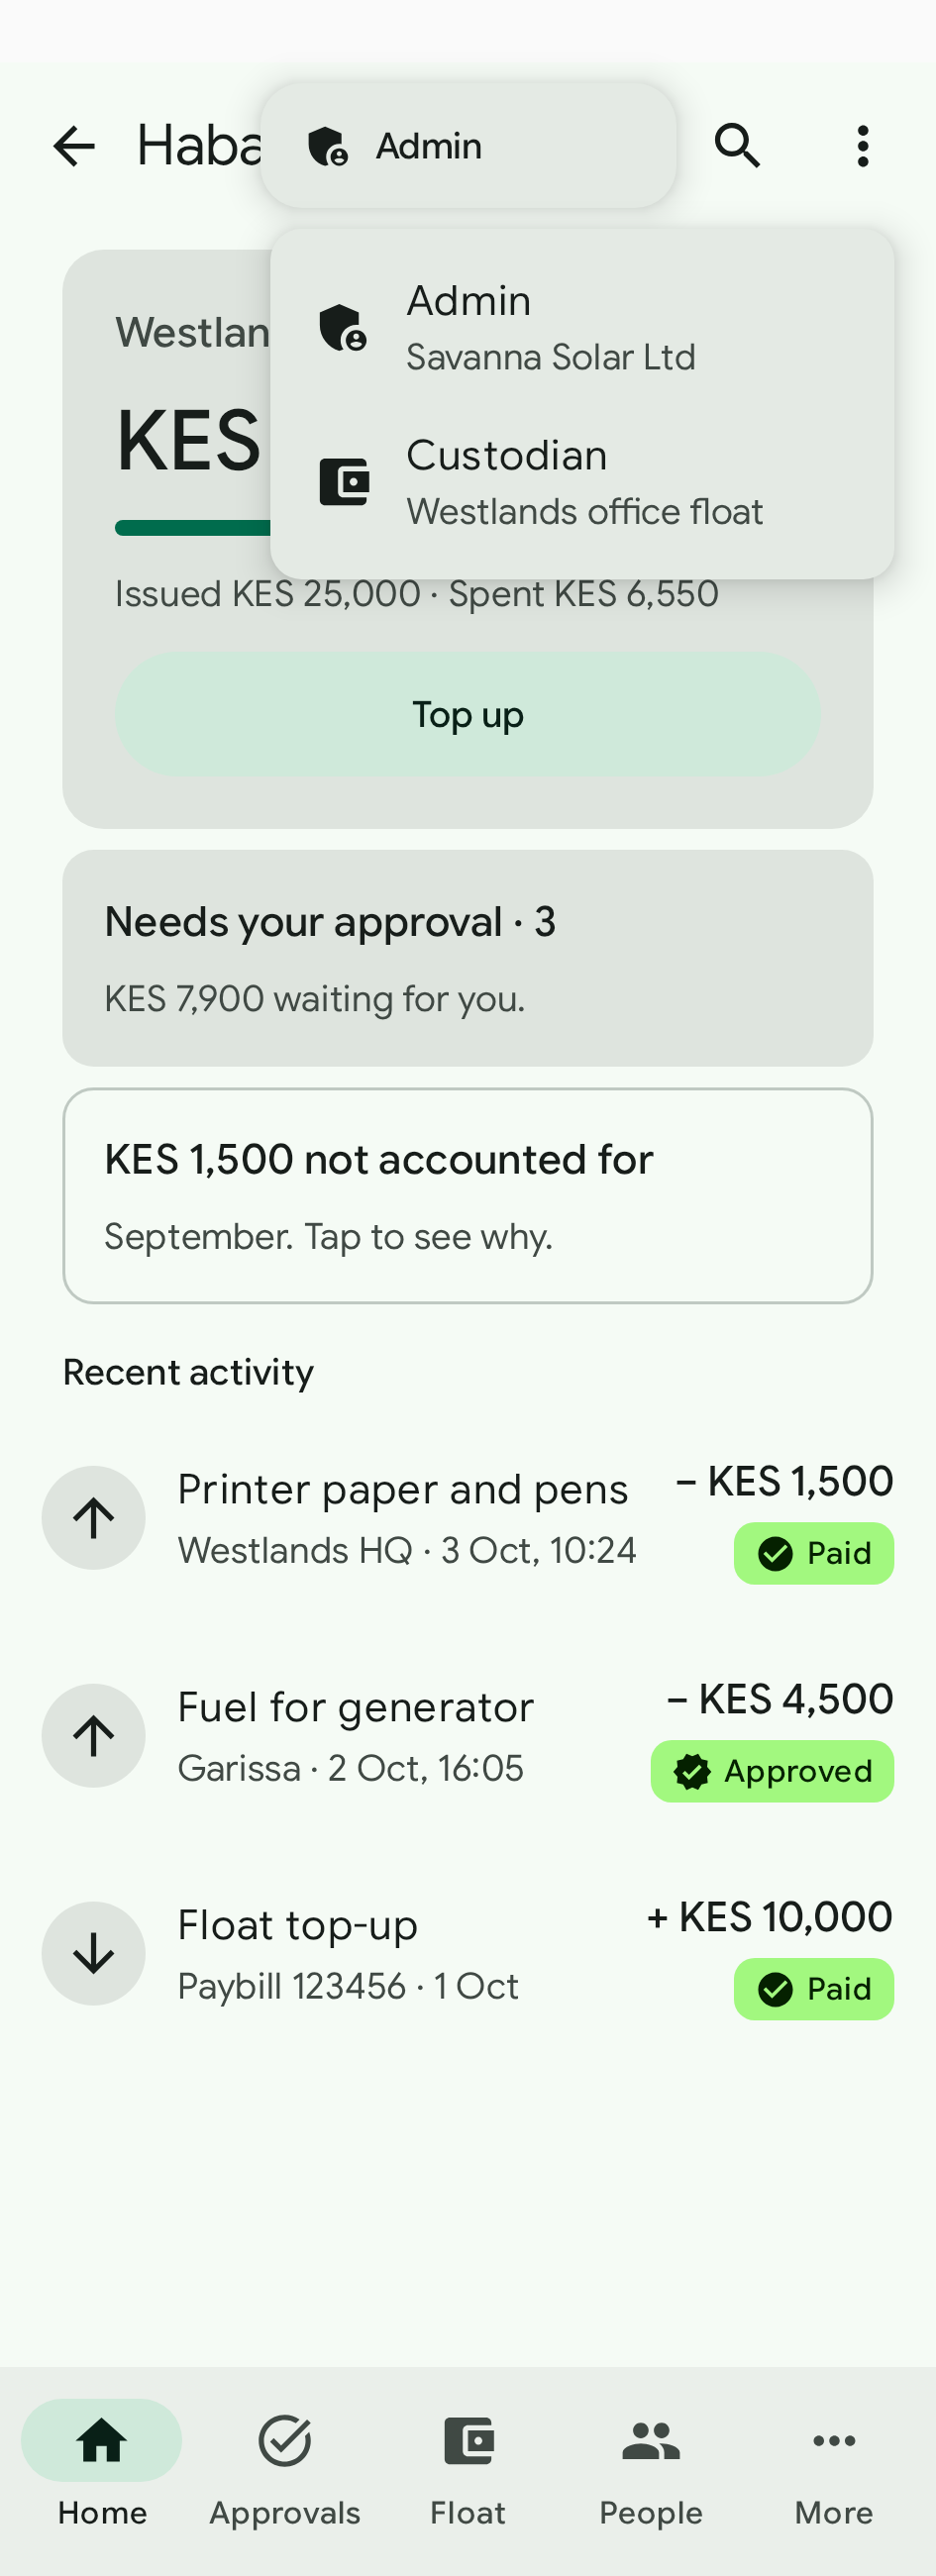 Haba
Admin
Admin
Savanna Solar Ltd
Custodian
Westlands office float
Westlan
KES
Issued KES 25,000 · Spent KES 6,550
Top up
Needs your approval · 3
KES 7,900 waiting for you.
KES 1,500 not accounted for
September. Tap to see why.
Recent activity
Printer paper and pens
– KES 1,500
Westlands HQ · 3 Oct, 10:24
Paid
Fuel for generator
– KES 4,500
Garissa · 2 Oct, 16:05
Approved
Float top-up
+ KES 10,000
Paybill 123456 · 1 Oct
Paid
Home
Approvals
Float
People
More